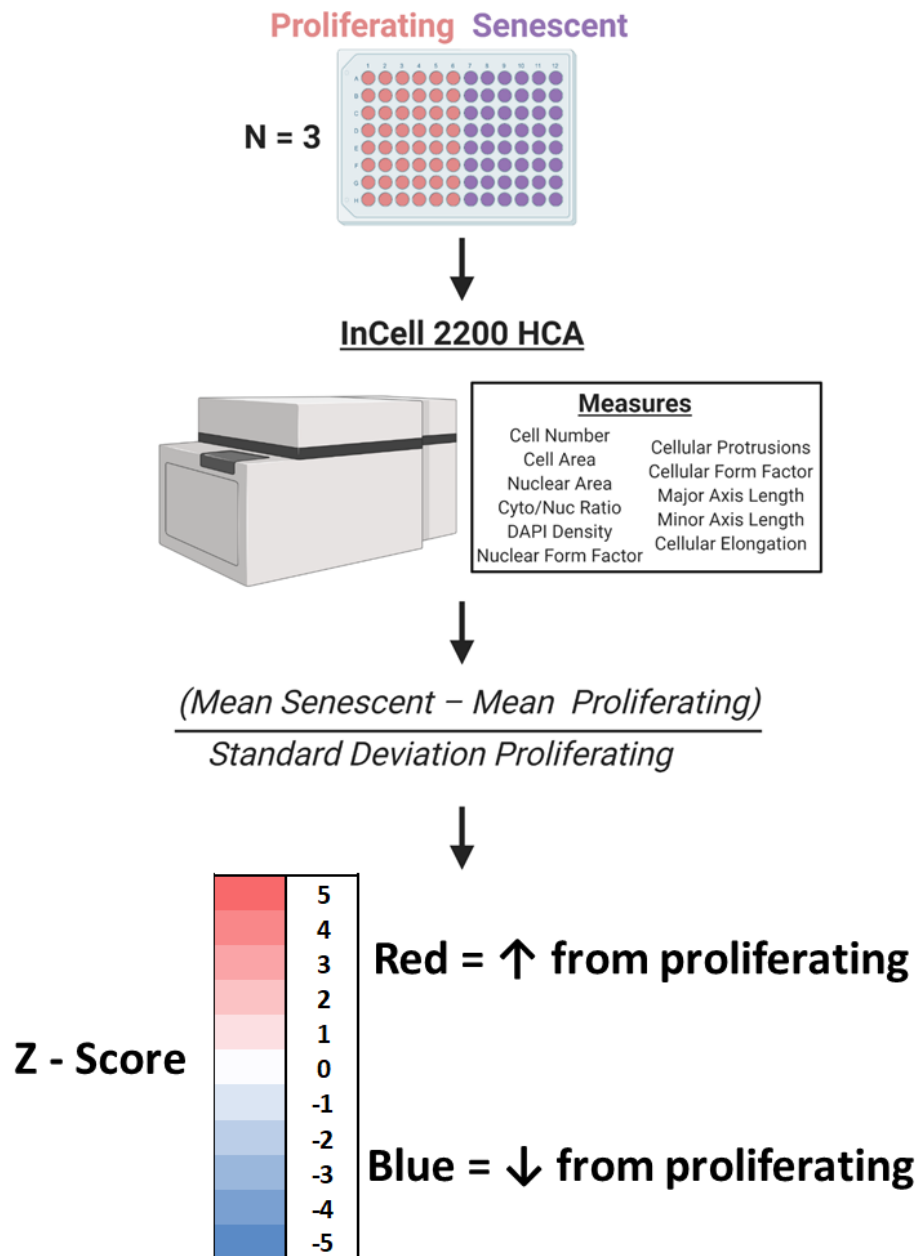 Proliferating Senescent
1 2 3 4 5 6 7 8 9 10 11 12
A
B
C
D
E
F
G
H
N = 3
InCell 2200 HCA
Measures
Cell Number
Cell Area
Nuclear Area
Cyto/Nuc Ratio
DAPI Density
Nuclear Form Factor
Cellular Protrusions
Cellular Form Factor
Major Axis Length
Minor Axis Length
Cellular Elongation
(Mean Senescent – Mean Proliferating)
Standard Deviation Proliferating
Z - Score
5
4
3
2
1
0
-1
-2
-3
-4
-5
Red = ↑ from proliferating
Blue = ↓ from proliferating